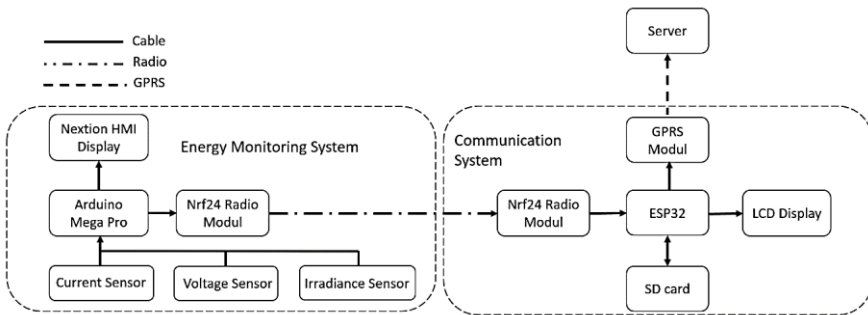 Cable
Radio
GPRS
Server
Nextion HMI
Display
Energy Monitoring System
Communication
System
GPRS
Modul
Arduino
Mega Pro
Nrf24 Radio
Modul
Nrf24 Radio
Modul
ESP32
LCD Display
Current Sensor
Voltage Sensor
Irradiance Sensor
SD card